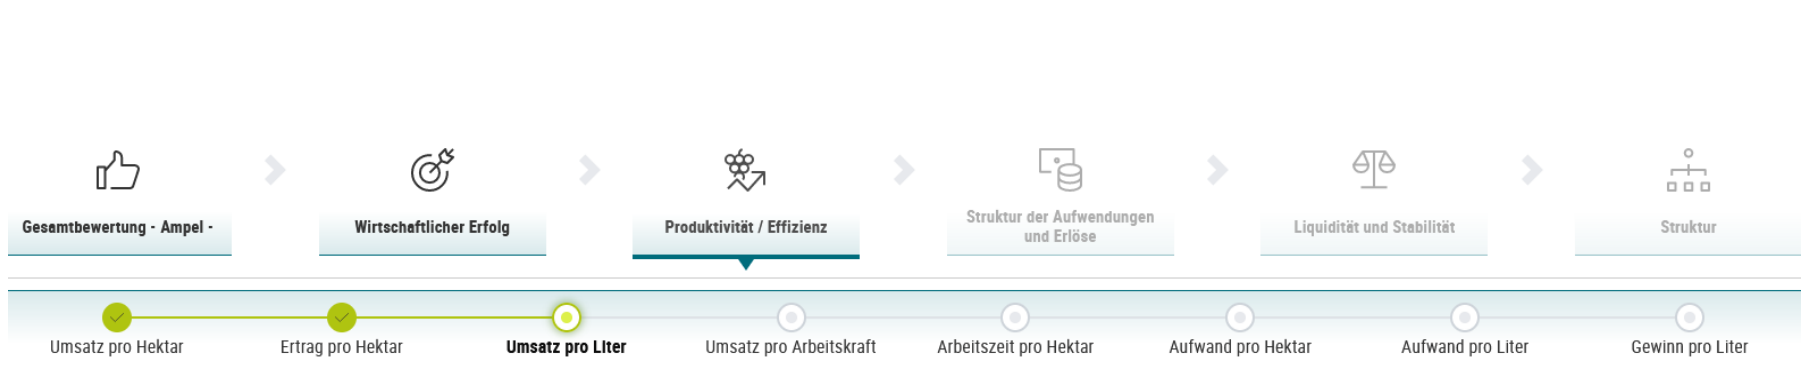 Gesamtbewertung - Ampel -
Wirtschaftlicher Erfolg
Produktivität / Effizienz
Struktur der Aufwendungen
und Erlöse
Liquidität und Stabilität
Struktur
Umsatz pro Hektar
Ertrag pro Hektar
Umsatz pro Liter
Umsatz pro Arbeitskraft
Arbeitszeit pro Hektar
Aufwand pro Hektar
Aufwand pro Liter
Gewinn pro Liter